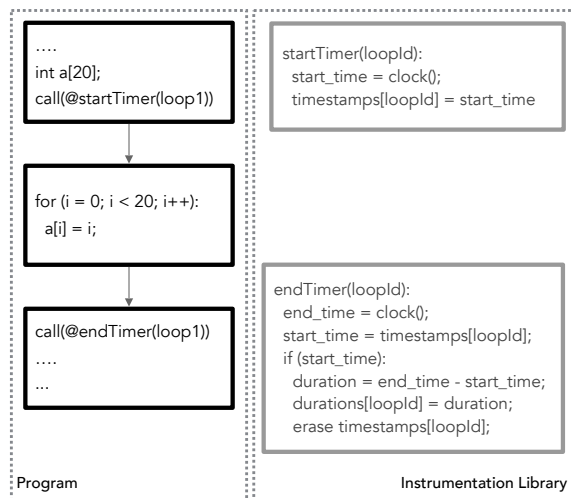 ....
int a[20];
call(@startTimer(loop1))
for (i = 0; i < 20; i++):
a[i] = i;
call(@endTimer(loop1))
....
...
Program
startTimer(loopId):
start_time = clock();
timestamps[loopId] = start_time
endTimer(loopId):
end_time = clock();
start_time = timestamps[loopId];
if (start_time):
duration = end_time - start_time;
durations[loopId] = duration;
erase timestamps[loopId];
Instrumentation Library